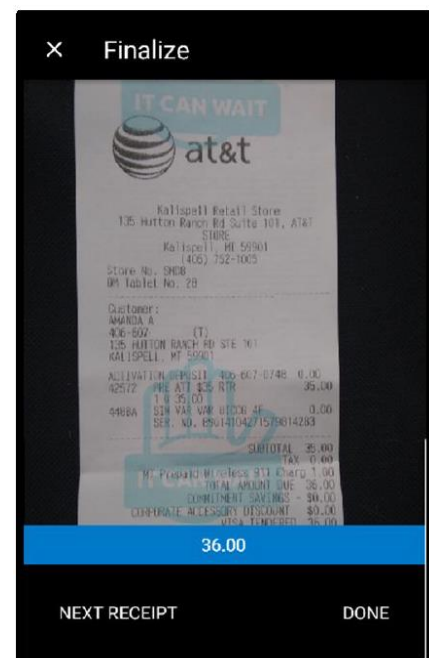 × Finalize
IT CAN WAIT
at&t
Kalispell Retail Store
135 Hutton Ranch Rd Suite 101, AT&T
STORE
Kalispell, MT 59901
(406) 752-1005
Store No.
Tablet No. 28
Customer:
AMANDA A
406-607- (T)
135 HUTTON RANCH RD STE 101
KALISPELL, MT 59901
ACTIVATION DEPOSIT 406-607-0748 0.00
42572 PRE ATT $35 RTR 35.00
1 @ 35.00
SIM VAR VAR UICC6 4F 0.00
SER. NO. 89014104271579814283
SUBTOTAL 35.00
TAX 0.00
MT Prepaid Wireless 911 Charg 1.00
TOTAL AMOUNT DUE 36.00
COMMITMENT SAVINGS - $0.00
CORPORATE ACCESSORY DISCOUNT $0.00
VISA TENDERED 36.00
36.00
NEXT RECEIPT DONE